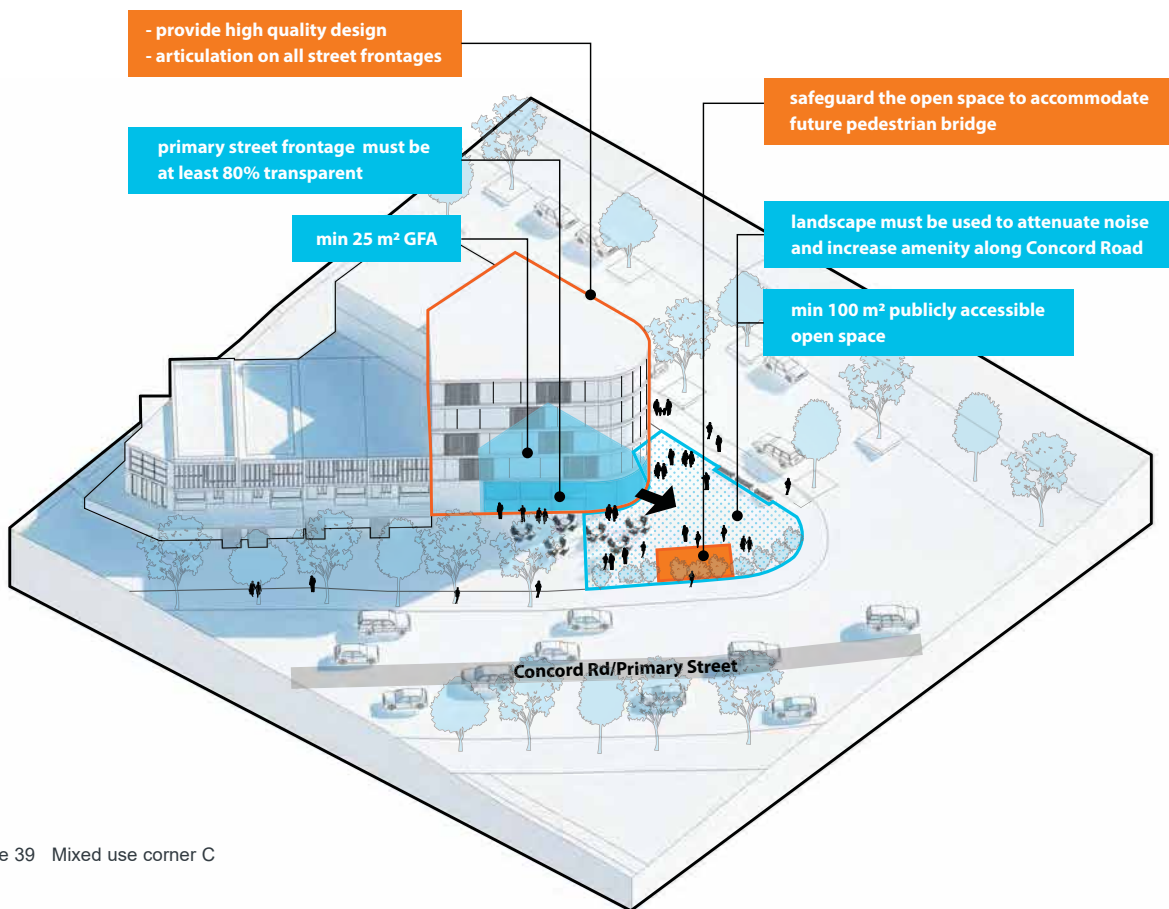 - provide high quality design
- articulation on all street frontages
safeguard the open space to accommodate
future pedestrian bridge
primary street frontage must be
at least 80% transparent
landscape must be used to attenuate noise
and increase amenity along Concord Road
min 25 m² GFA
min 100 m² publicly accessible
open space
Concord Rd/Primary Street
e 39 Mixed use corner C